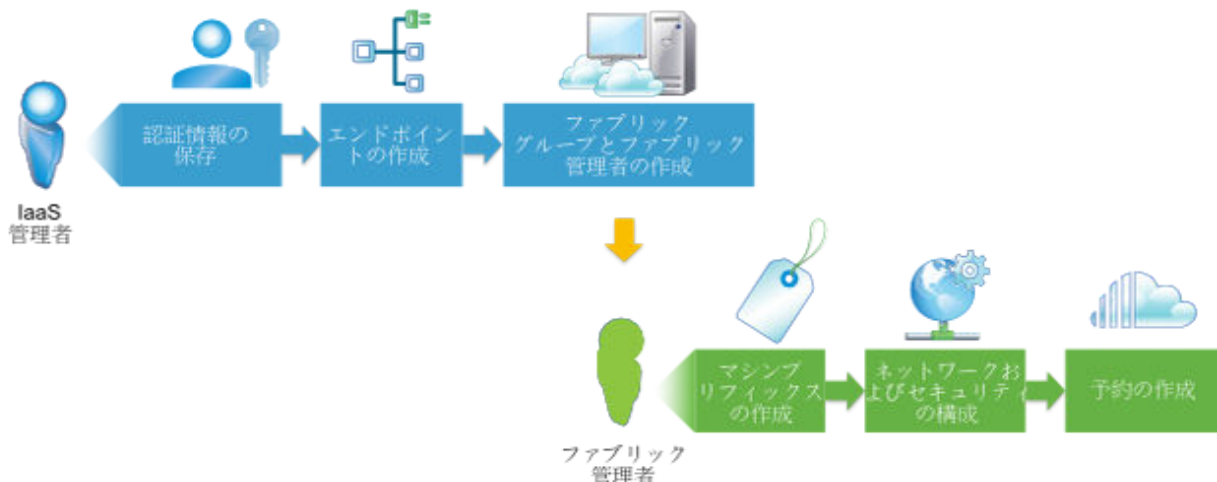 認証情報の
保存
エンドポイン
トの作成
ファブリック
グループとファブリック
管理者の作成
IaaS
管理者
マシンプ
リフィックス
の作成
ネットワークお
よびセキュリティ
の構成
予約の作成
ファブリック
管理者